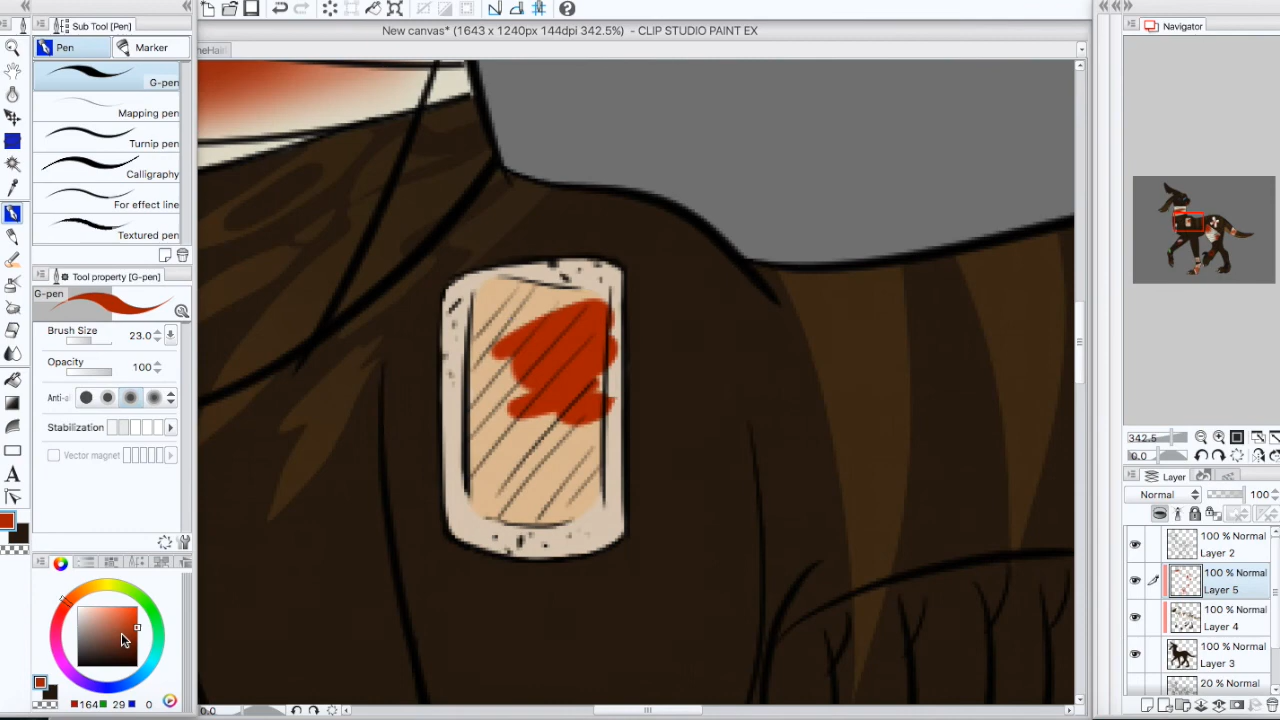 Sub Tool [Pen]
Pen
Marker
G-pen
Mapping pen
Turnip pen
Calligraphy
For effect line
Textured pen
Tool property [G-pen]
G-pen
Brush Size 23.0
Opacity 100
Anti-a
Stabilization
Vector magnet
164 29 0
New canvas* (1643 x 1240px 144dpi 342.5%) - CLIP STUDIO PAINT EX
0.0
Navigator
342.5
0.0
Layer
Normal 100
100 % Normal
Layer 2
100 % Normal
Layer 5
100 % Normal
Layer 4
100 % Normal
Layer 3
20 % Normal